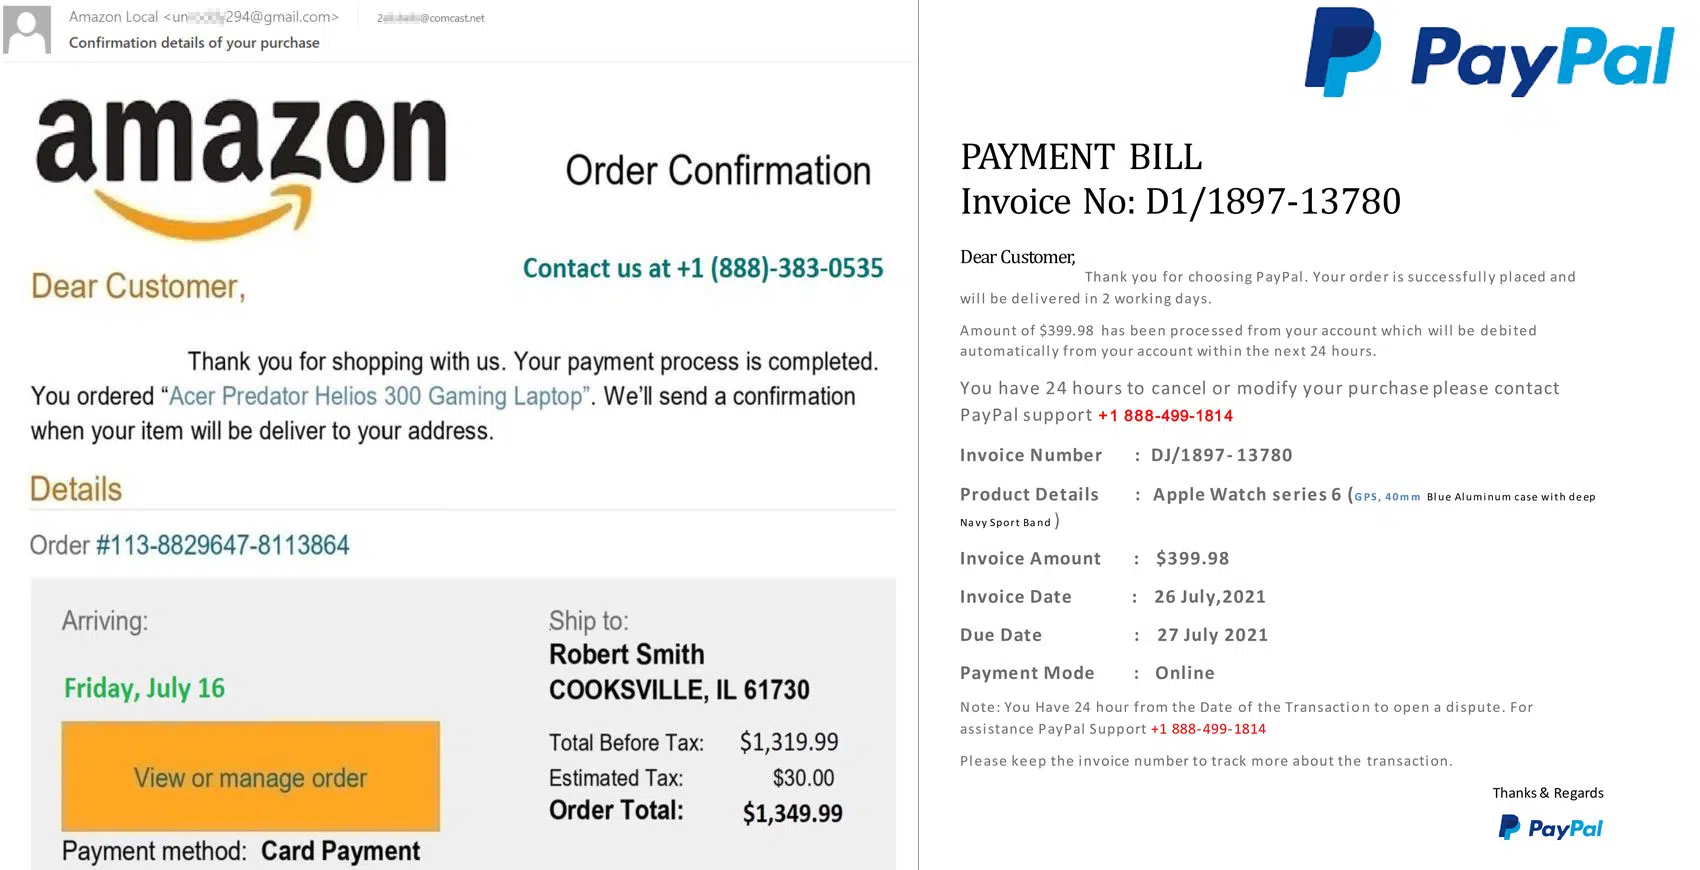 Amazon Local <un 294@gmail.com>
2 @comcast.net
Confirmation details of your purchase
amazon
Order Confirmation
Contact us at +1 (888)-383-0535
Dear Customer,
Thank you for shopping with us. Your payment process is completed.
You ordered “Acer Predator Helios 300 Gaming Laptop”. We’ll send a confirmation
when your item will be deliver to your address.
Details
Order #113-8829647-8113864
Arriving:
Friday, July 16
View or manage order
Payment method: Card Payment
Ship to:
Robert Smith
COOKSVILLE, IL 61730
Total Before Tax: $1,319.99
Estimated Tax: $30.00
Order Total: $1,349.99
PayPal
PAYMENT BILL
Invoice No: D1/1897-13780
Dear Customer,
Thank you for choosing PayPal. Your order is successfully placed and
will be delivered in 2 working days.
Amount of $399.98 has been processed from your account which will be debited
automatically from your account within the next 24 hours.
You have 24 hours to cancel or modify your purchase please contact
PayPal support +1 888-499-1814
Invoice Number : DJ/1897-13780
Product Details : Apple Watch series 6 (GPS, 40mm Blue Aluminum case with deep
Navy Sport Band )
Invoice Amount : $399.98
Invoice Date : 26 July,2021
Due Date : 27 July 2021
Payment Mode : Online
Note: You Have 24 hour from the Date of the Transaction to open a dispute. For
assistance PayPal Support +1 888-499-1814
Please keep the invoice number to track more about the transaction.
Thanks & Regards
PayPal